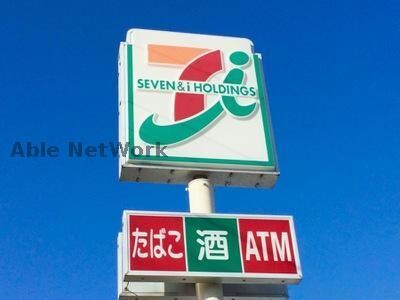 SEVEN & i HOLDINGS
Able NetWork
たばこ 酒 ATM